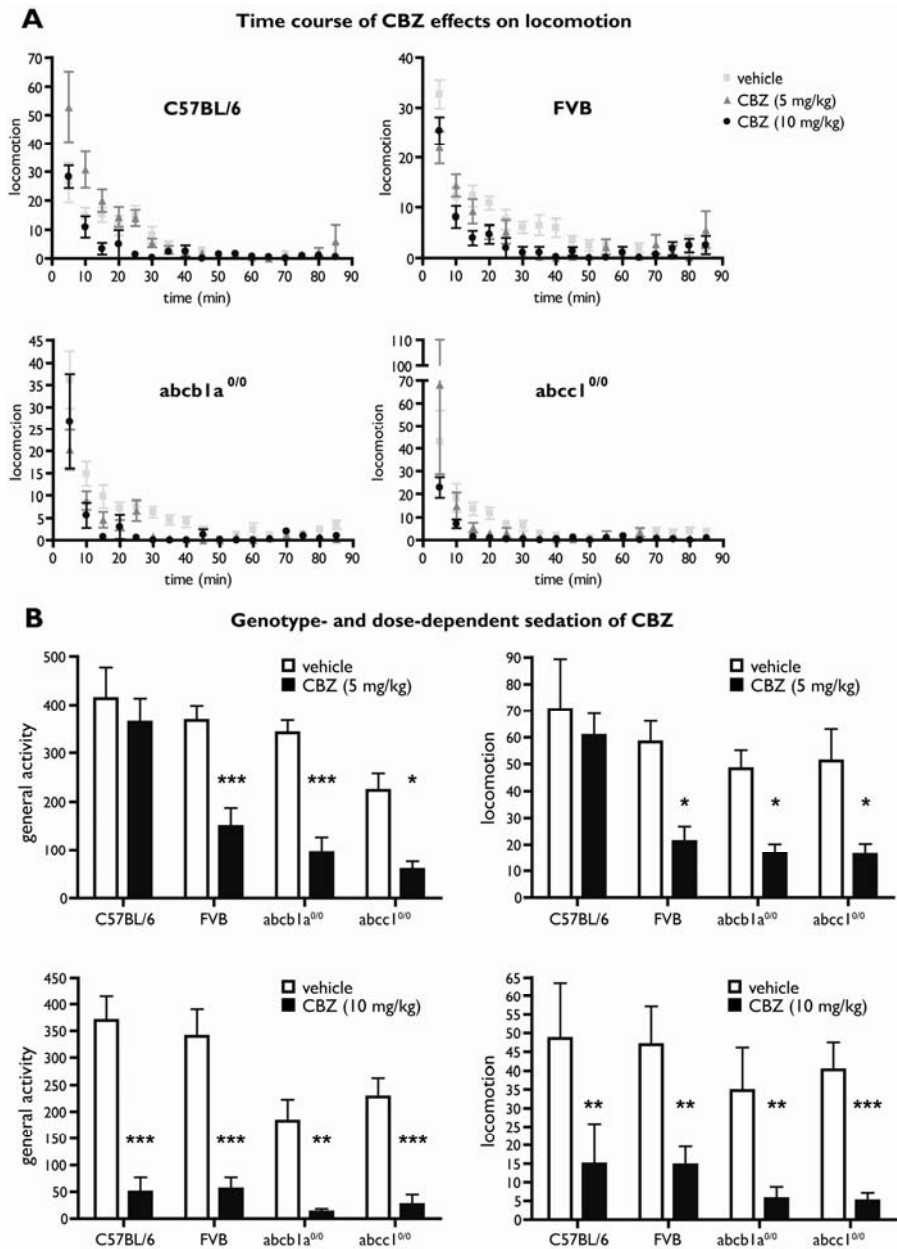 A
Time course of CBZ effects on locomotion
C57BL/6
locomotion
70
60
50
40
30
20
10
0
10 20 30 40 50 60 70 80 90
time (min)
FVB
locomotion
40
30
20
10
0
10 20 30 40 50 60 70 80 90
time (min)
vehicle
CBZ (5 mg/kg)
CBZ (10 mg/kg)
abcb1a0/0
locomotion
45
40
35
30
25
20
15
10
5
0
10 20 30 40 50 60 70 80 90
time (min)
abcc10/0
locomotion
110
100
70
60
50
40
30
20
10
0
10 20 30 40 50 60 70 80 90
time (min)
B
Genotype- and dose-dependent sedation of CBZ
general activity
500
400
300
200
100
0
vehicle
CBZ (5 mg/kg)
*** *** *
C57BL/6 FVB abcb1a0/0 abcc10/0
locomotion
90
80
70
60
50
40
30
20
10
0
vehicle
CBZ (5 mg/kg)
* * *
C57BL/6 FVB abcb1a0/0 abcc10/0
general activity
450
400
350
300
250
200
150
100
50
0
vehicle
CBZ (10 mg/kg)
*** *** ** ***
C57BL/6 FVB abcb1a0/0 abcc10/0
locomotion
65
60
55
50
45
40
35
30
25
20
15
10
5
0
vehicle
CBZ (10 mg/kg)
** ** ** ***
C57BL/6 FVB abcb1a0/0 abcc10/0